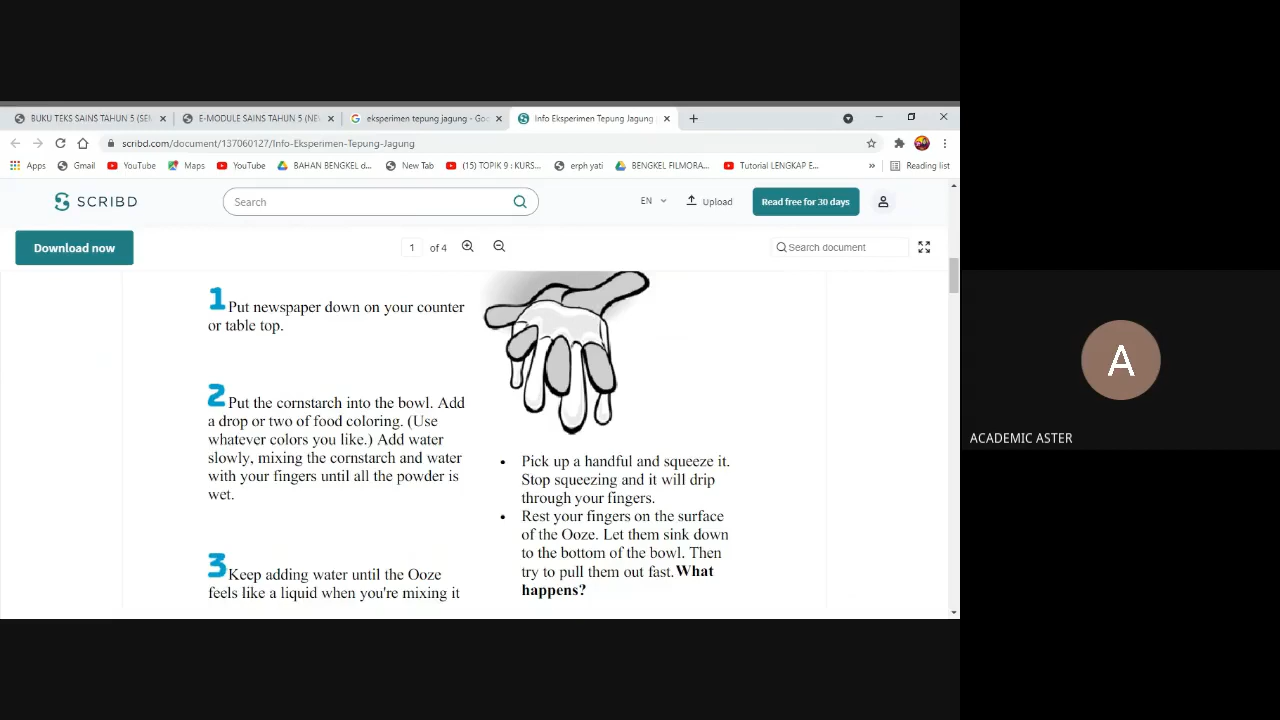 BUKU TEKS SAINS TAHUN 5 (SEM
E-MODULE SAINS TAHUN 5 (NEW
eksperimen tepung jagung - Goo
Info Eksperimen Tepung Jagung
scribd.com/document/137060127/Info-Eksperimen-Tepung-Jagung
Apps
Gmail
YouTube
Maps
YouTube
BAHAN BENGKEL d...
New Tab
(15) TOPIK 9 : KURS...
erph yati
BENGKEL FILMORA...
Tutorial LENGKAP E...
»
Reading list
SCRIBD
Search
EN
Upload
Read free for 30 days
Download now
1 of 4
Search document
1 Put newspaper down on your counter
or table top.
2 Put the cornstarch into the bowl. Add
a drop or two of food coloring. (Use
whatever colors you like.) Add water
slowly, mixing the cornstarch and water
with your fingers until all the powder is
wet.
3 Keep adding water until the Ooze
feels like a liquid when you're mixing it
• Pick up a handful and squeeze it.
Stop squeezing and it will drip
through your fingers.
• Rest your fingers on the surface
of the Ooze. Let them sink down
to the bottom of the bowl. Then
try to pull them out fast. What
happens?
A
ACADEMIC ASTER